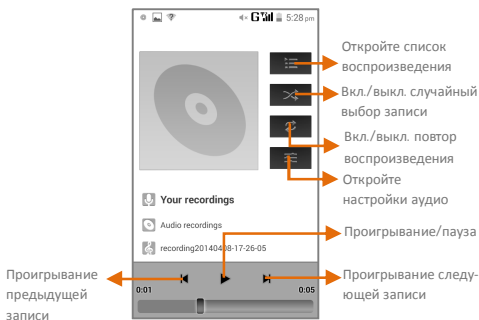 G 5:28 pm
Откройте список
воспроизведения
Вкл./выкл. случайный
выбор записи
Вкл./выкл. повтор
воспроизведения
Откройте
настройки аудио
Your recordings
Audio recordings
recording20140408-17-26-05
Проигрывание/пауза
Проигрывание
предыдущей
записи
Проигрывание следу-
ющей записи
0:01 0:05